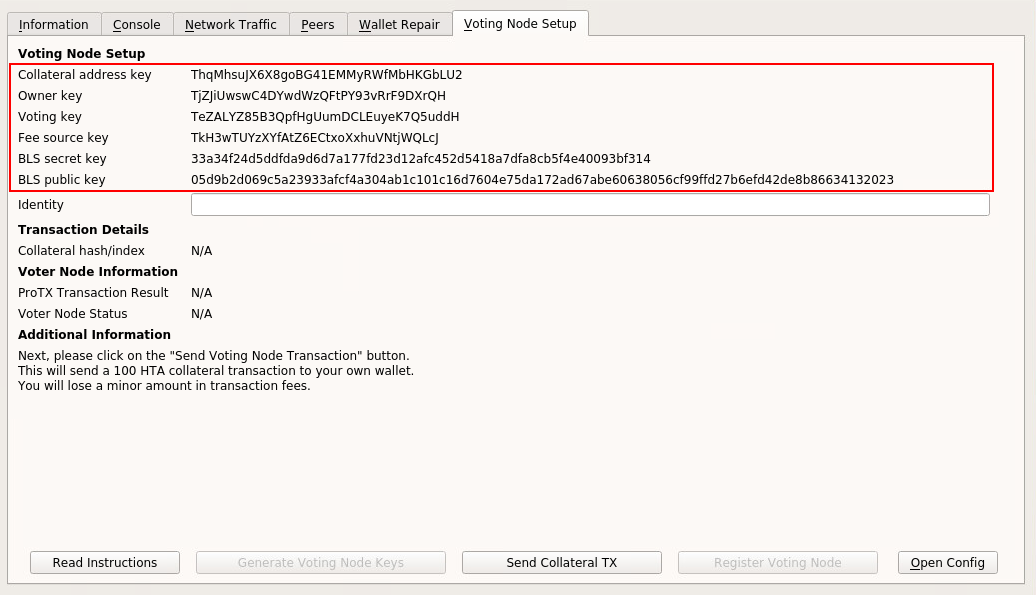 Information Console Network Traffic Peers Wallet Repair Voting Node Setup
Voting Node Setup
Collateral address key ThqMhsuJX6X8goBG41EMMyRWfMbHKGbLU2
Owner key TjZJiUwswC4DYwdWzQFtPY93vRrF9DXrQH
Voting key TeZALYZ85B3QpfHgUumDCLEuyeK7Q5uddH
Fee source key TkH3wTUYzXYfAtZ6ECtxoXxhuVNtjWQLcJ
BLS secret key 33a34f24d5ddfda9d6d7a177fd23d12afc452d5418a7dfa8cb5f4e40093bf314
BLS public key 05d9b2d069c5a23933afcf4a304ab1c101c16d7604e75da172ad67abe60638056cf99ffd27b6efd42de8b86634132023
Identity
Transaction Details
Collateral hash/index N/A
Voter Node Information
ProTX Transaction Result N/A
Voter Node Status N/A
Additional Information
Next, please click on the "Send Voting Node Transaction" button.
This will send a 100 HTA collateral transaction to your own wallet.
You will lose a minor amount in transaction fees.
Read Instructions Generate Voting Node Keys Send Collateral TX Register Voting Node Open Config